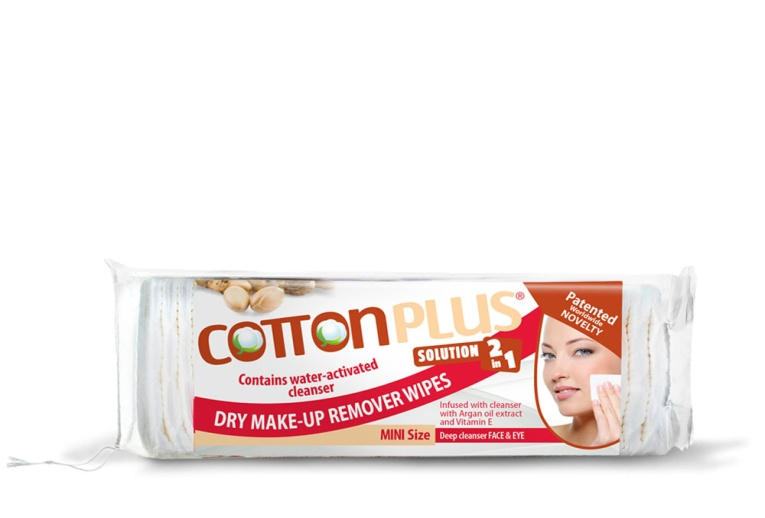 COTTONPLUS®
SOLUTION 2 in 1
Patented
Worldwide
NOVELTY
Contains water-activated
cleanser
DRY MAKE-UP REMOVER WIPES
Infused with cleanser
with Argan oil extract
and Vitamin E
MINI Size
Deep cleanser FACE & EYE